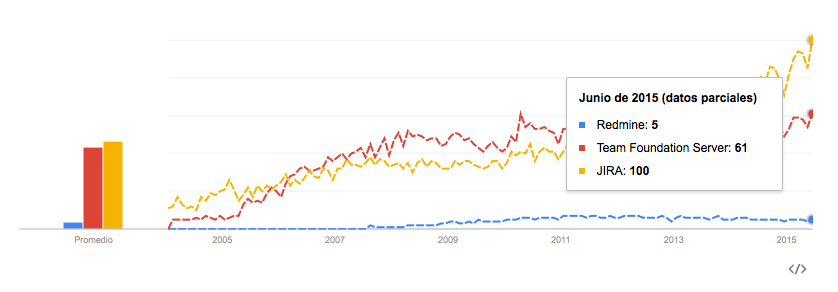 Junio de 2015 (datos parciales)
Redmine: 5
Team Foundation Server: 61
JIRA: 100
Promedio
2005
2007
2009
2011
2013
2015
</>